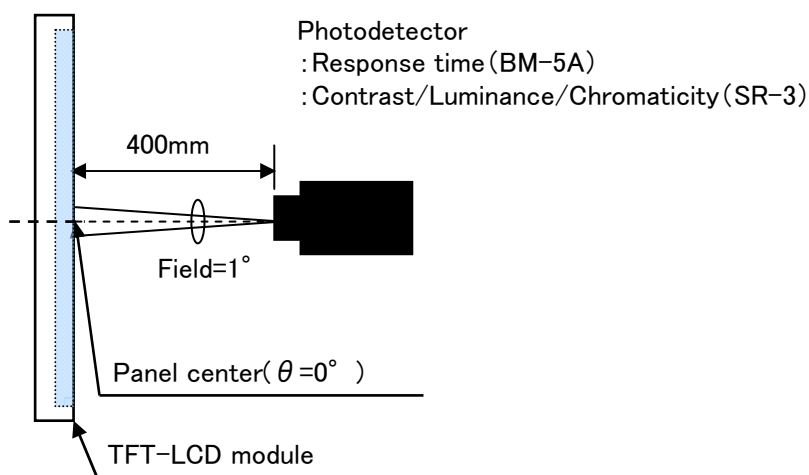 Photodetector
:Response time(BM-5A)
:Contrast/Luminance/Chromaticity(SR-3)
400mm
Field=1°
Panel center( θ=0° )
TFT-LCD module